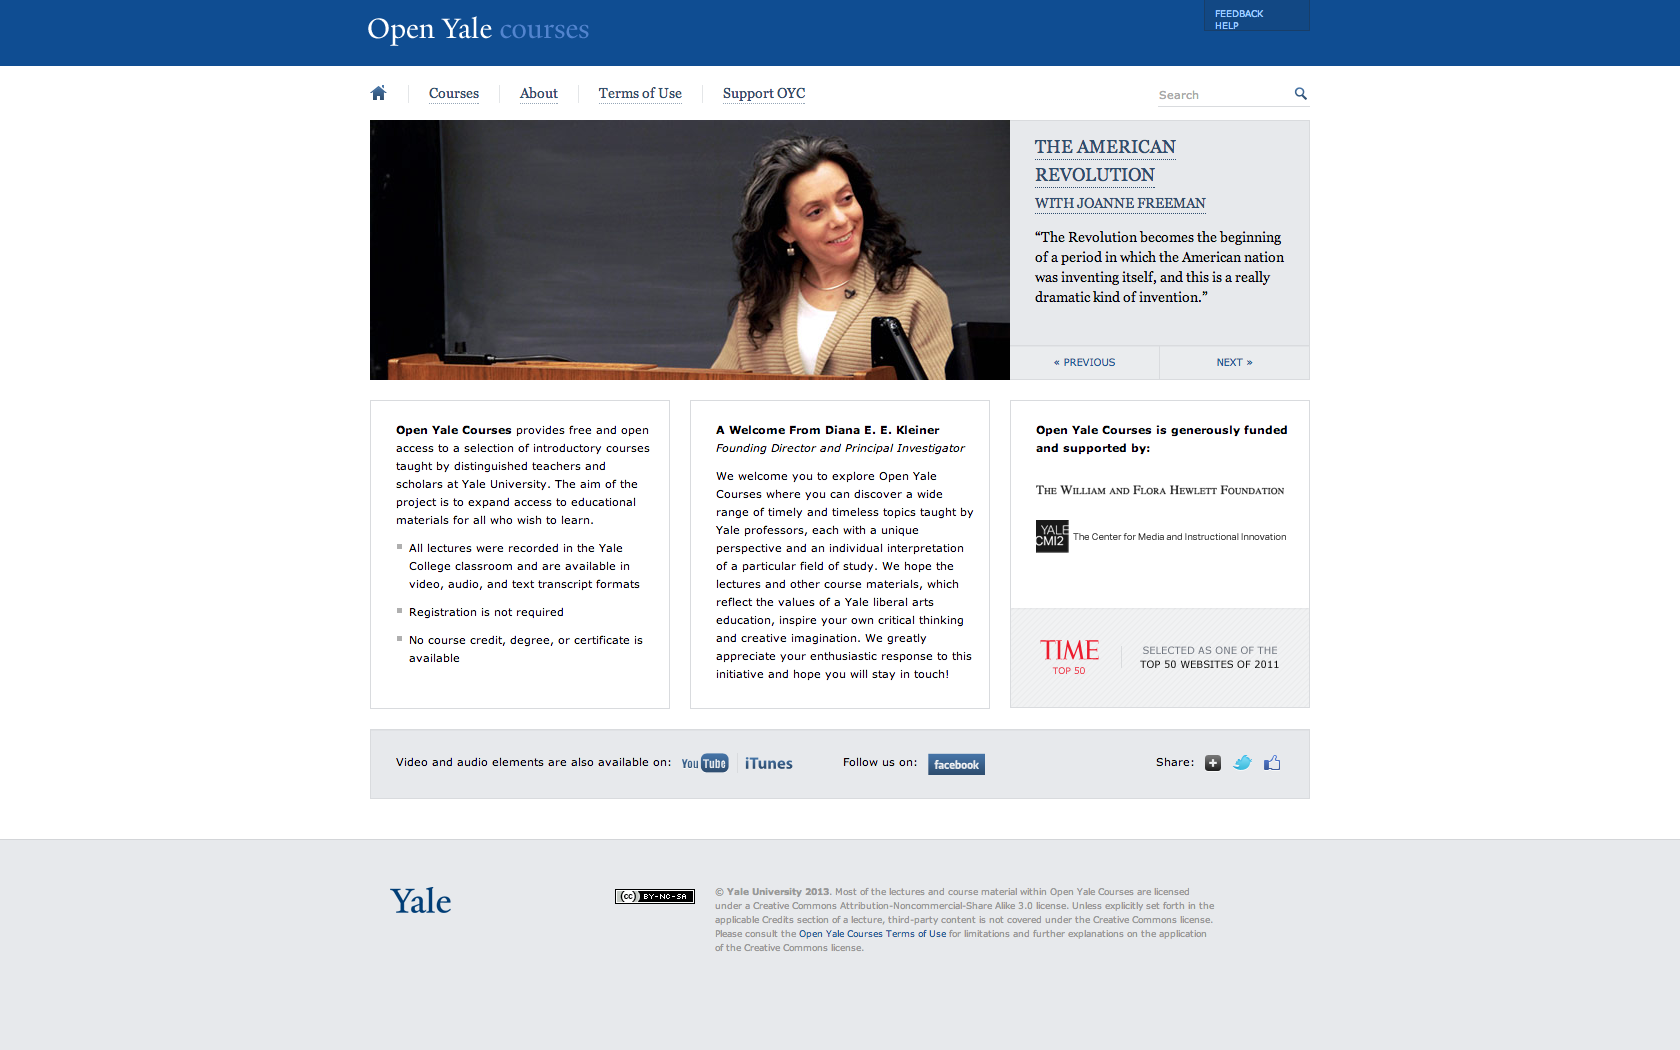 Open Yale courses
FEEDBACK
HELP
Courses
About
Terms of Use
Support OYC
Search
THE AMERICAN
REVOLUTION
WITH JOANNE FREEMAN
“The Revolution becomes the beginning
of a period in which the American nation
was inventing itself, and this is a really
dramatic kind of invention.”
« PREVIOUS
NEXT »
Open Yale Courses provides free and open
access to a selection of introductory courses
taught by distinguished teachers and
scholars at Yale University. The aim of the
project is to expand access to educational
materials for all who wish to learn.
All lectures were recorded in the Yale
College classroom and are available in
video, audio, and text transcript formats
Registration is not required
No course credit, degree, or certificate is
available
A Welcome From Diana E. E. Kleiner
Founding Director and Principal Investigator
We welcome you to explore Open Yale
Courses where you can discover a wide
range of timely and timeless topics taught by
Yale professors, each with a unique
perspective and an individual interpretation
of a particular field of study. We hope the
lectures and other course materials, which
reflect the values of a Yale liberal arts
education, inspire your own critical thinking
and creative imagination. We greatly
appreciate your enthusiastic response to this
initiative and hope you will stay in touch!
Open Yale Courses is generously funded
and supported by:
THE WILLIAM AND FLORA HEWLETT FOUNDATION
YALE
CMI2
The Center for Media and Instructional Innovation
TIME
TOP 50
SELECTED AS ONE OF THE
TOP 50 WEBSITES OF 2011
Video and audio elements are also available on:
YouTube
iTunes
Follow us on:
facebook
Share:
Yale
(cc) BY-NC-SA
© Yale University 2013. Most of the lectures and course material within Open Yale Courses are licensed
under a Creative Commons Attribution-Noncommercial-Share Alike 3.0 license. Unless explicitly set forth in the
applicable Credits section of a lecture, third-party content is not covered under the Creative Commons license.
Please consult the Open Yale Courses Terms of Use for limitations and further explanations on the application
of the Creative Commons license.